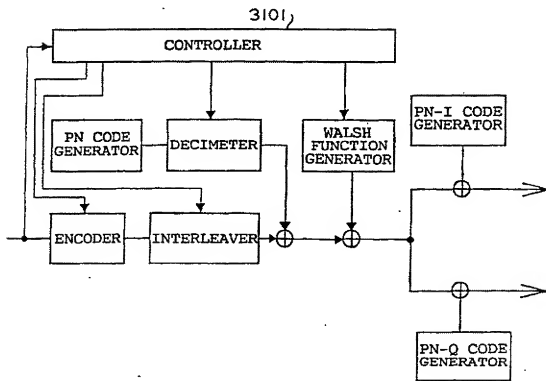 3101
CONTROLLER
PN CODE
GENERATOR
DECIMETER
WALSH
FUNCTION
GENERATOR
PN-I CODE
GENERATOR
ENCODER
INTERLEAVER
PN-Q CODE
GENERATOR